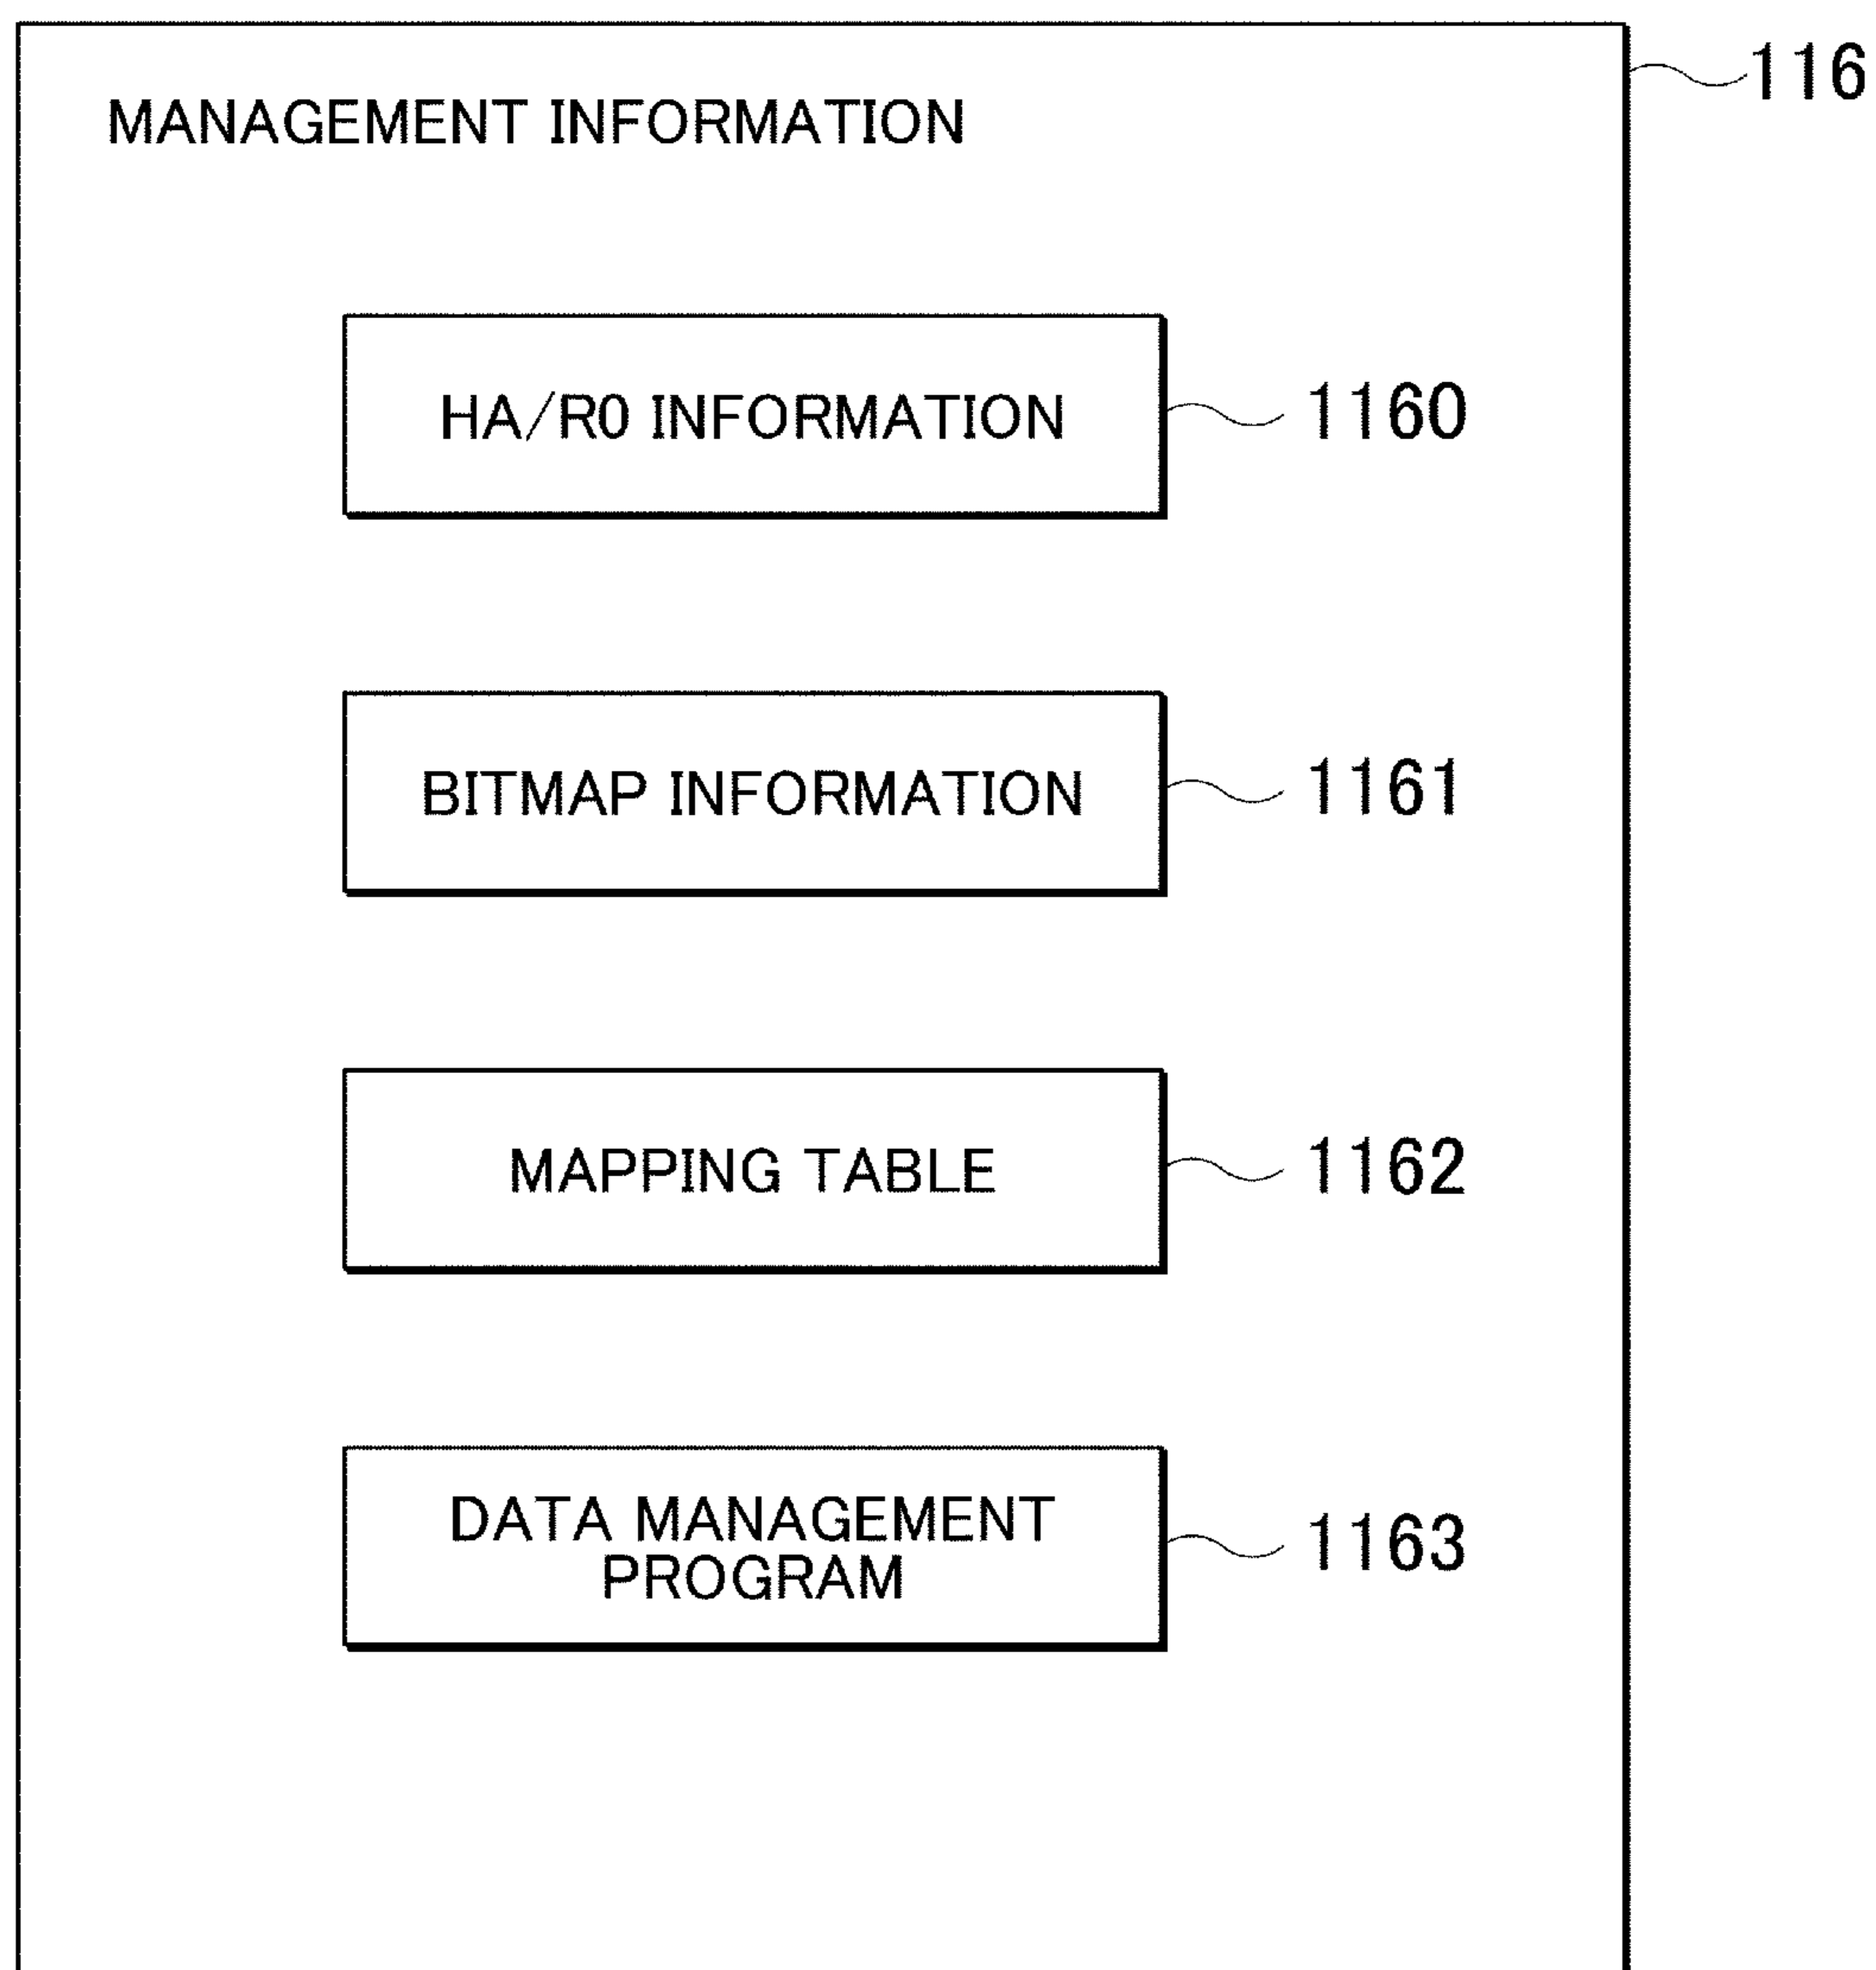 116
MANAGEMENT INFORMATION
HA/R0 INFORMATION
1160
BITMAP INFORMATION
1161
MAPPING TABLE
1162
DATA MANAGEMENT
PROGRAM
1163